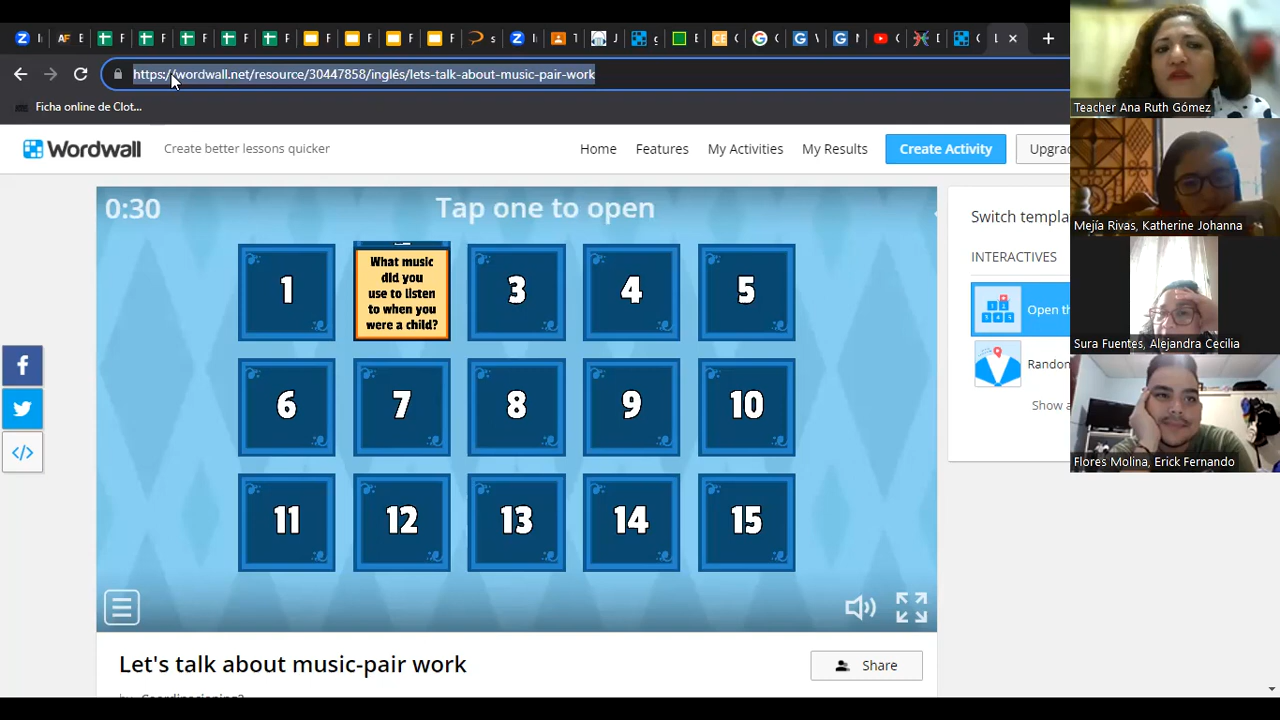 https://wordwall.net/resource/30447858/inglés/lets-talk-about-music-pair-work
Ficha online de Clot...
Wordwall
Create better lessons quicker
Home
Features
My Activities
My Results
Create Activity
0:30
Tap one to open
1
What music
did you
use to listen
to when you
were a child?
3
4
5
6
7
8
9
10
11
12
13
14
15
Let's talk about music-pair work
Share
Switch
INTERACTIVES
Open
Show
Teacher Ana Ruth Gómez
Mejía Rivas, Katherine Johanna
Sura Fuentes, Alejandra Cecilia
Flores Molina, Erick Fernando